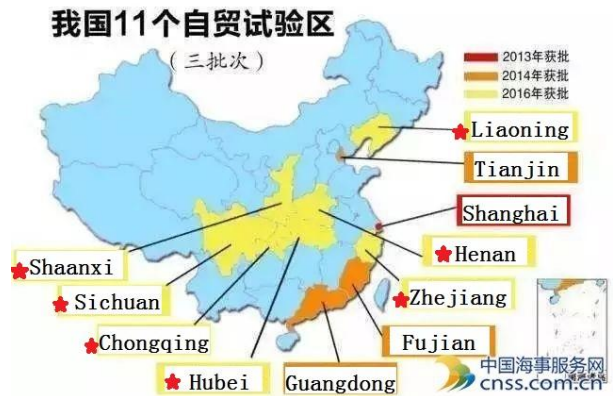 我国11个自贸试验区
(三批次)
2013年获批
2014年获批
2016年获批
Liaoning
Tianjin
Shanghai
Shaanxi
Henan
Sichuan
Zhejiang
Chongqing
Fujian
Hubei
Guangdong
中国海事服务网
cnss.com.cn